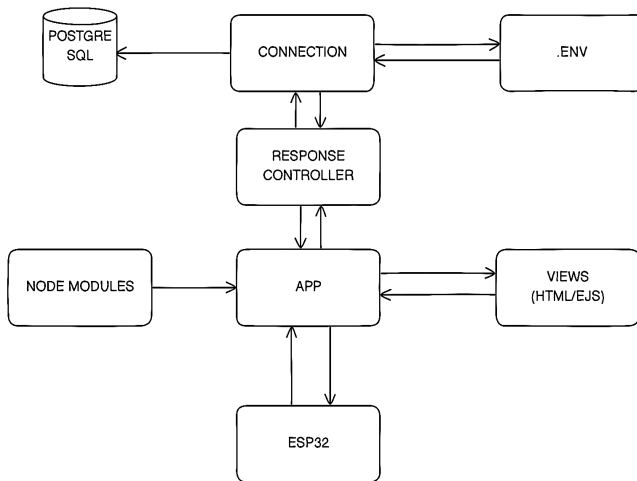 POSTGRE
SQL
CONNECTION
.ENV
RESPONSE
CONTROLLER
NODE MODULES
APP
VIEWS
(HTML/EJS)
ESP32